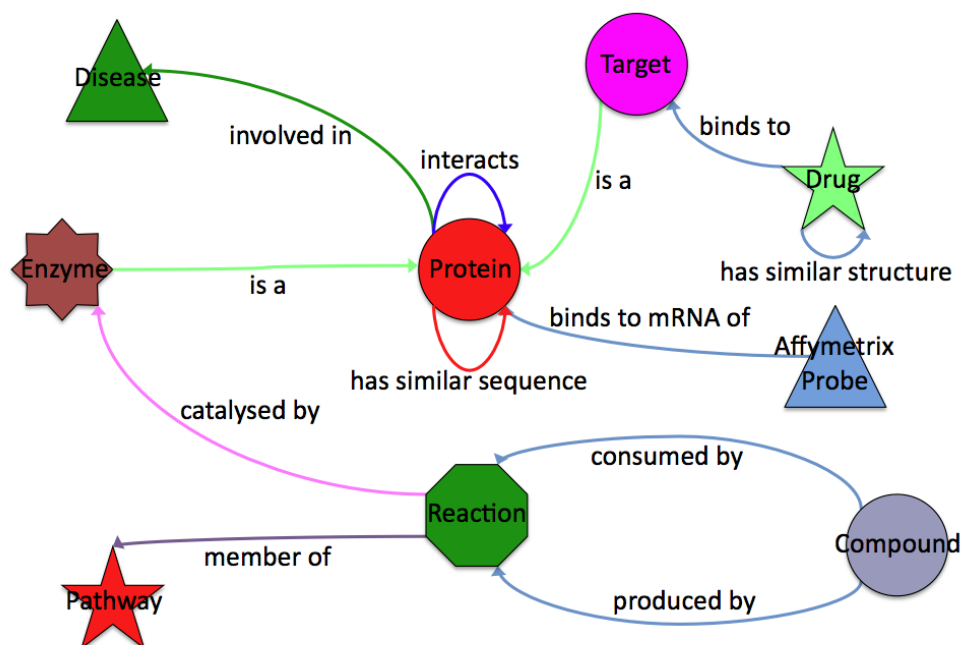 Target
Disease
binds to
involved in
interacts
is a
Drug
Enzyme
Protein
has similar structure
is a
binds to mRNA of
Affymetrix
Probe
has similar sequence
catalysed by
consumed by
Reaction
Compound
member of
Pathway
produced by